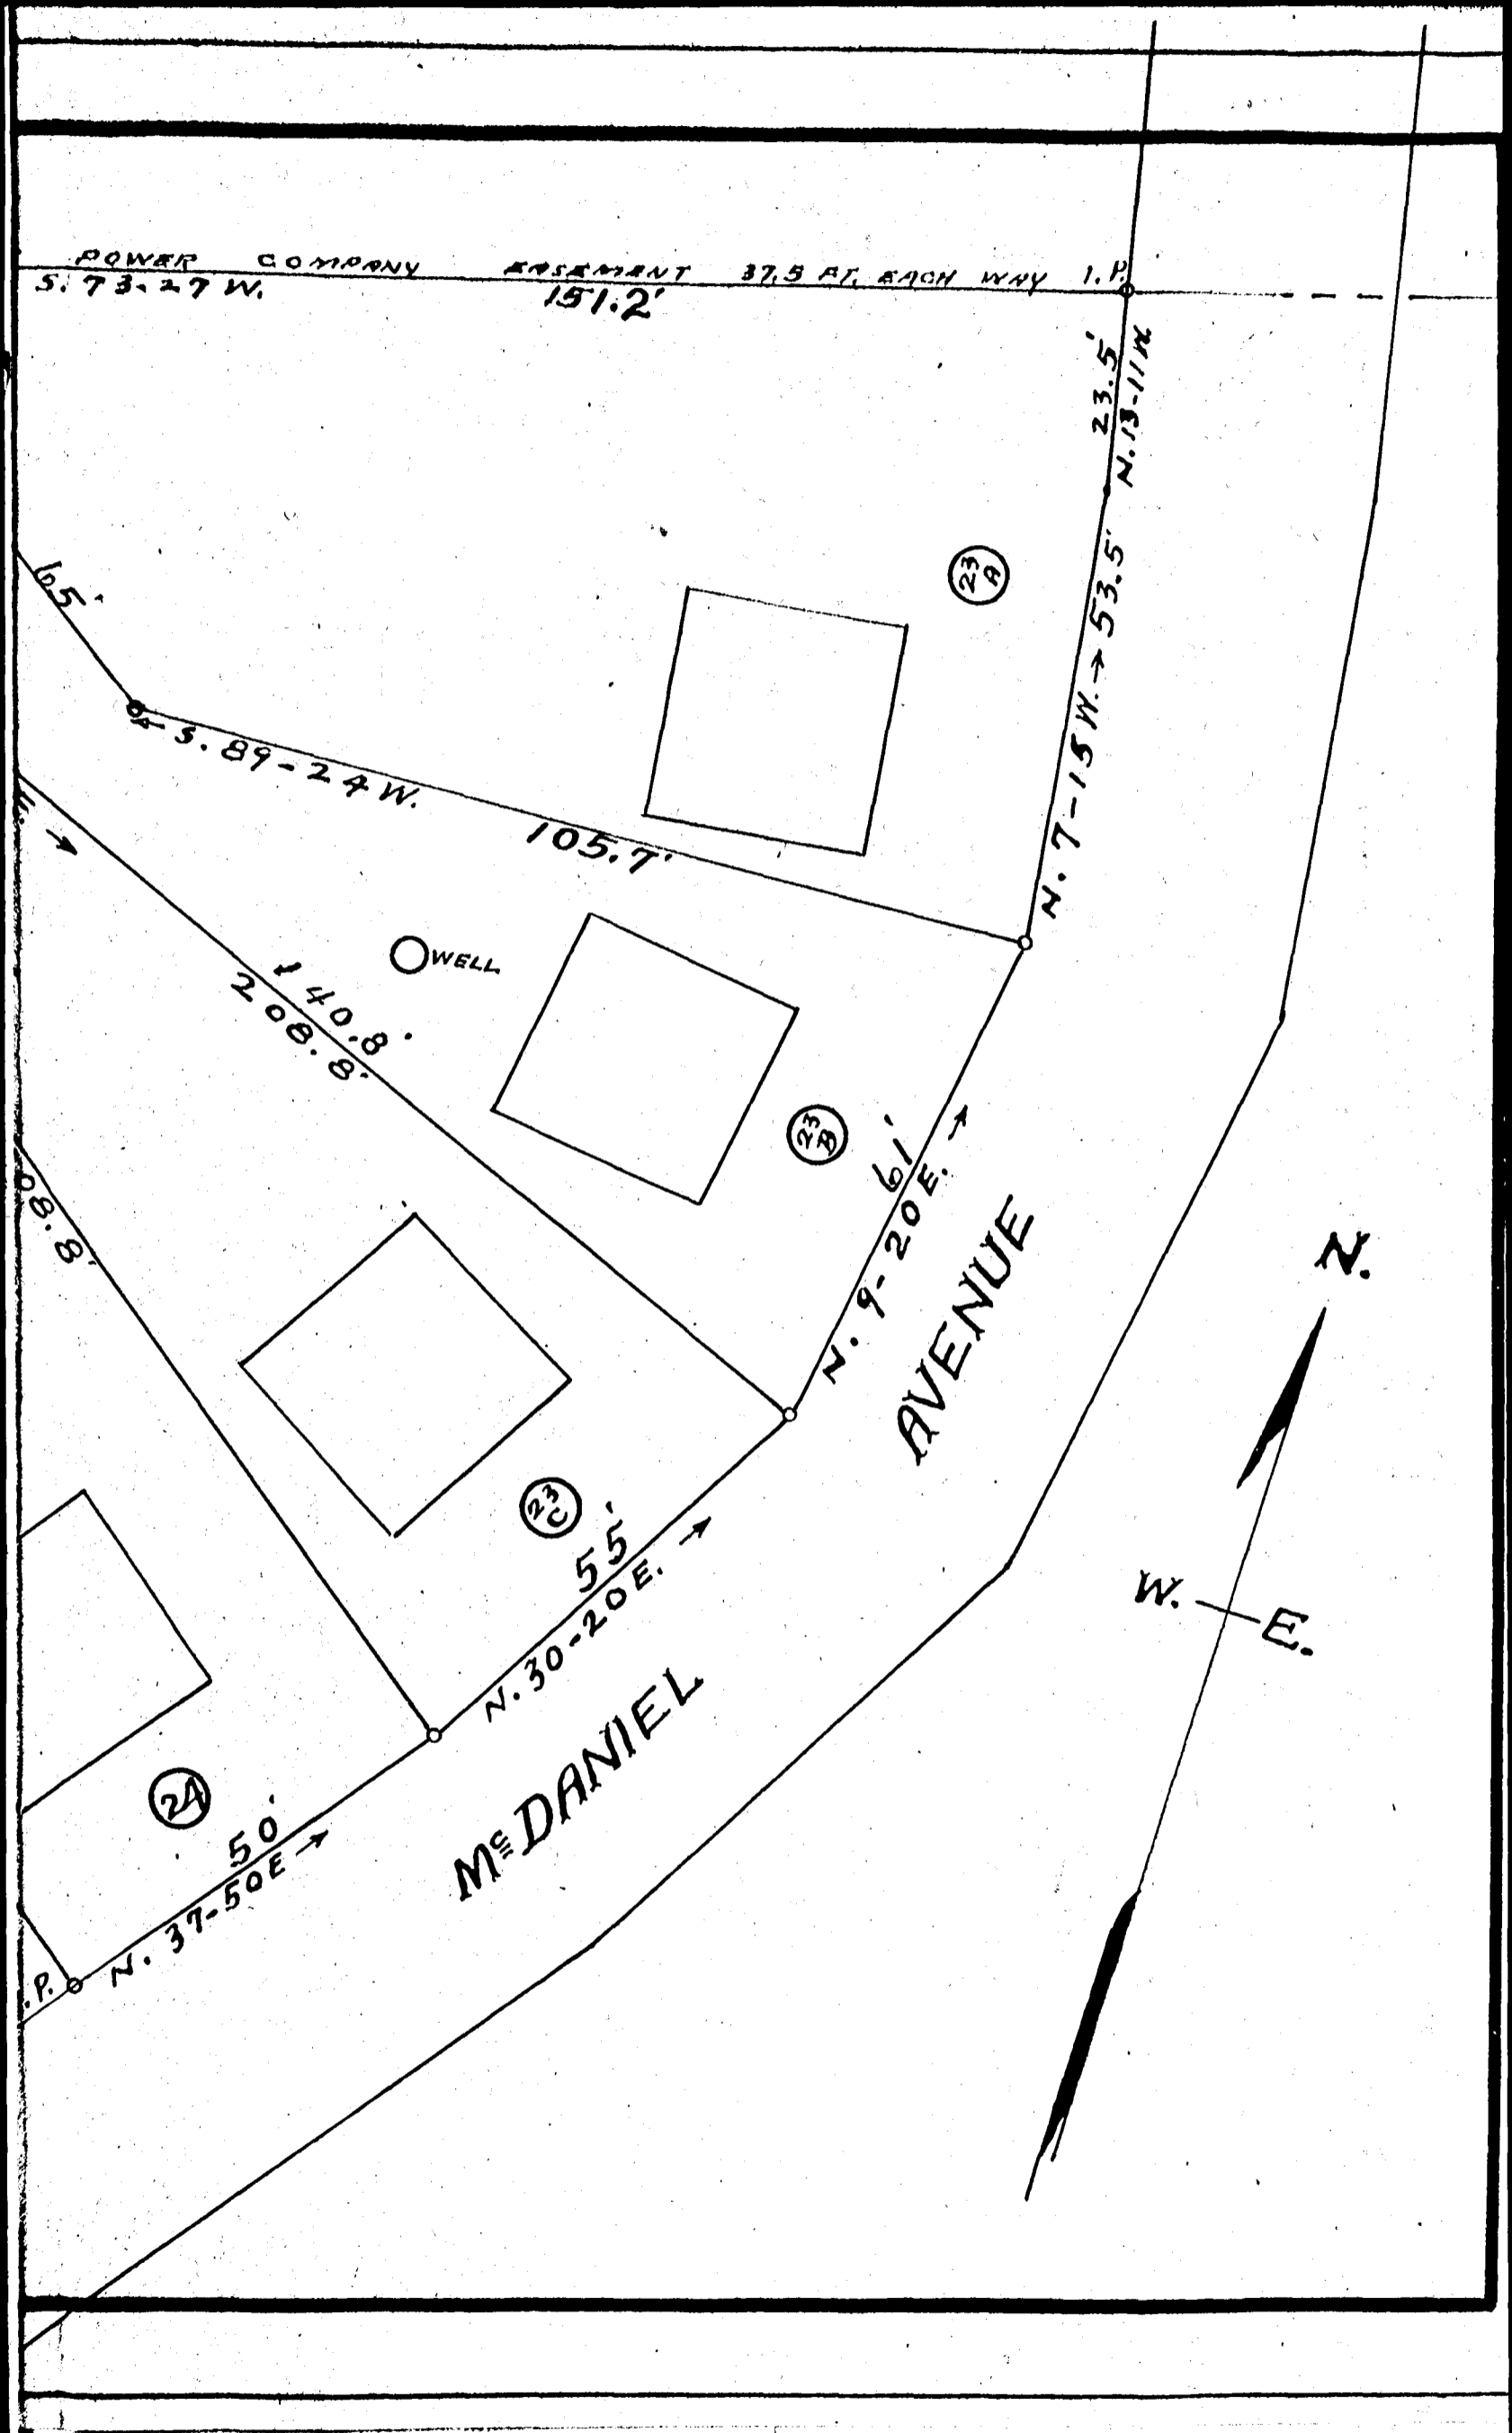 POWER COMPANY EASEMENT 37.5 FT. EACH WAY I.P.
S. 73-27 W. 151.2'
23.5'
N. 13-11 W.
65'
23 A
N. 7-15 W. → 53.5'
← S. 89-24 W.
105.7'
E. →
WELL
140.8'
208.8'
23 B
61'
N. 9-20 E. →
08.8'
AVENUE
N.
23 C
55'
N. 30-20 E. →
W. E.
McDANIEL
24
50'
N. 37-50 E →
.P.